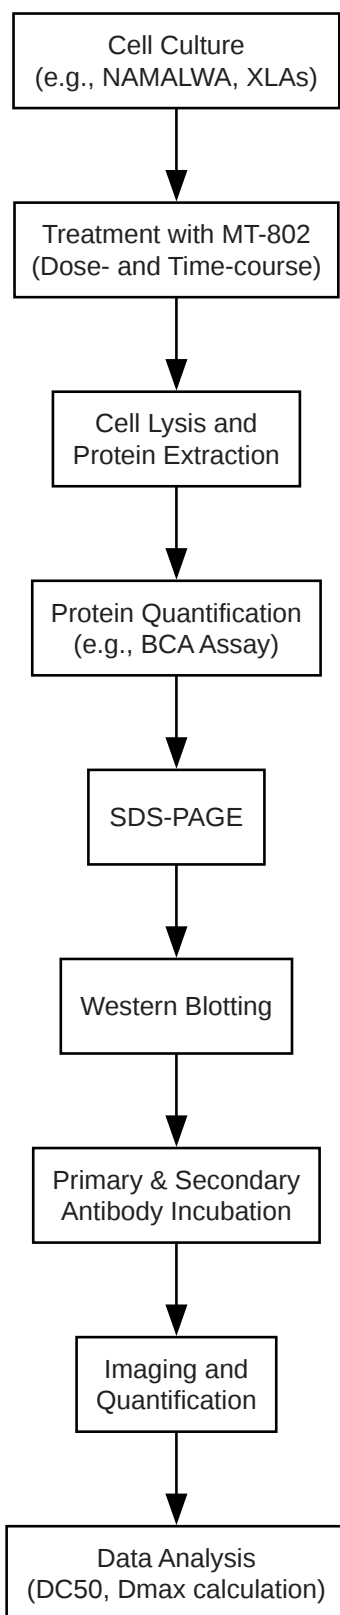 Cell Culture
(e.g., NAMALWA, XLAs)
Treatment with MT-802
(Dose- and Time-course)
Cell Lysis and
Protein Extraction
Protein Quantification
(e.g., BCA Assay)
SDS-PAGE
Western Blotting
Primary & Secondary
Antibody Incubation
Imaging and
Quantification
Data Analysis
(DC50, Dmax calculation)